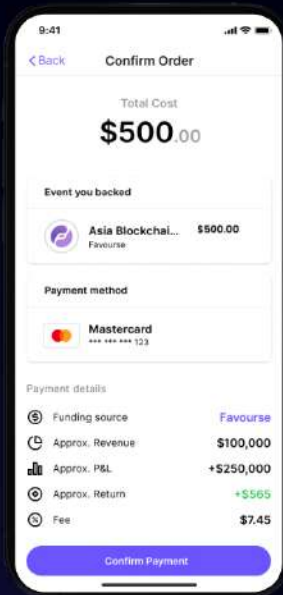 9:41
Back
Confirm Order
Total Cost
$500.00
Event you backed
Asia Blockchai... $500.00
Favourse
Payment method
Mastercard
*** *** *** 123
Payment details
Funding source Favourse
Approx. Revenue $100,000
Approx. P&L +$250,000
Approx. Return +$565
Fee $7.45
Confirm Payment